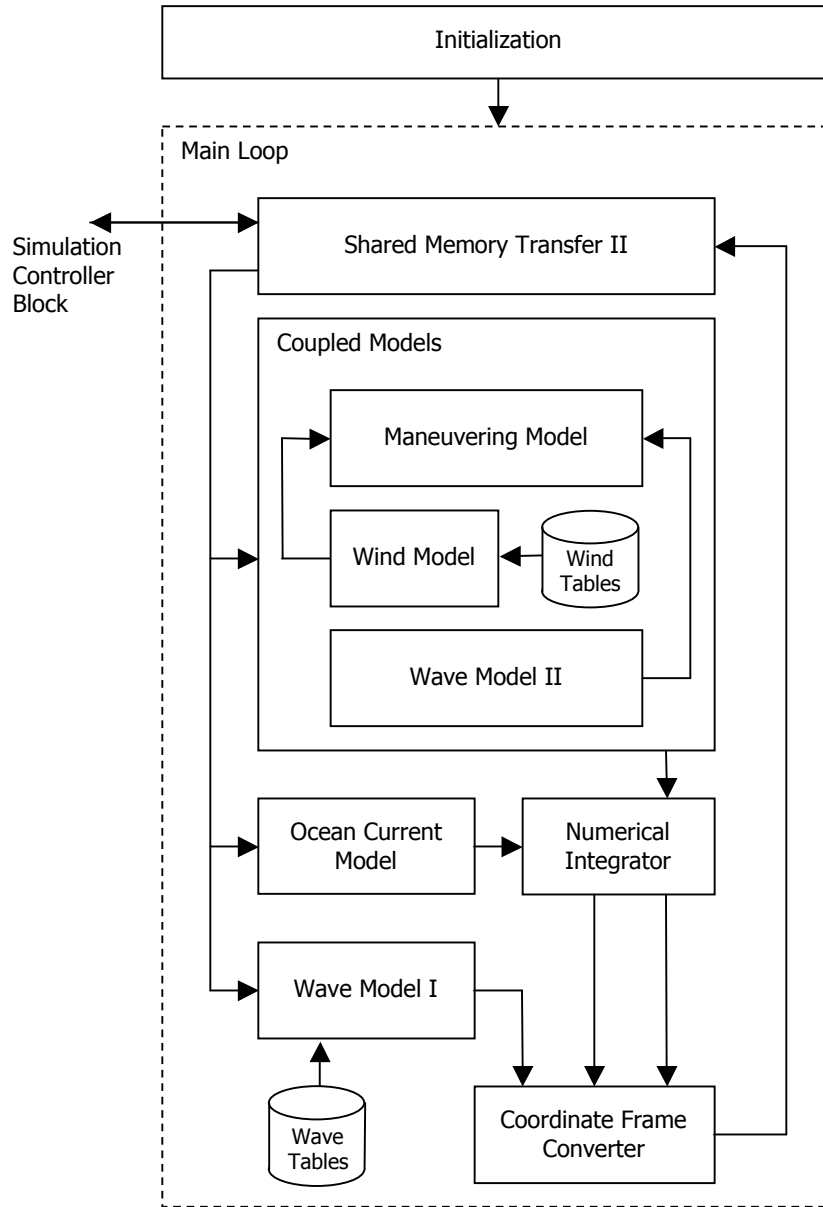 Initialization
Main Loop
Simulation
Controller
Block
Shared Memory Transfer II
Coupled Models
Maneuvering Model
Wind Model
Wind
Tables
Wave Model II
Ocean Current
Model
Numerical
Integrator
Wave Model I
Wave
Tables
Coordinate Frame
Converter